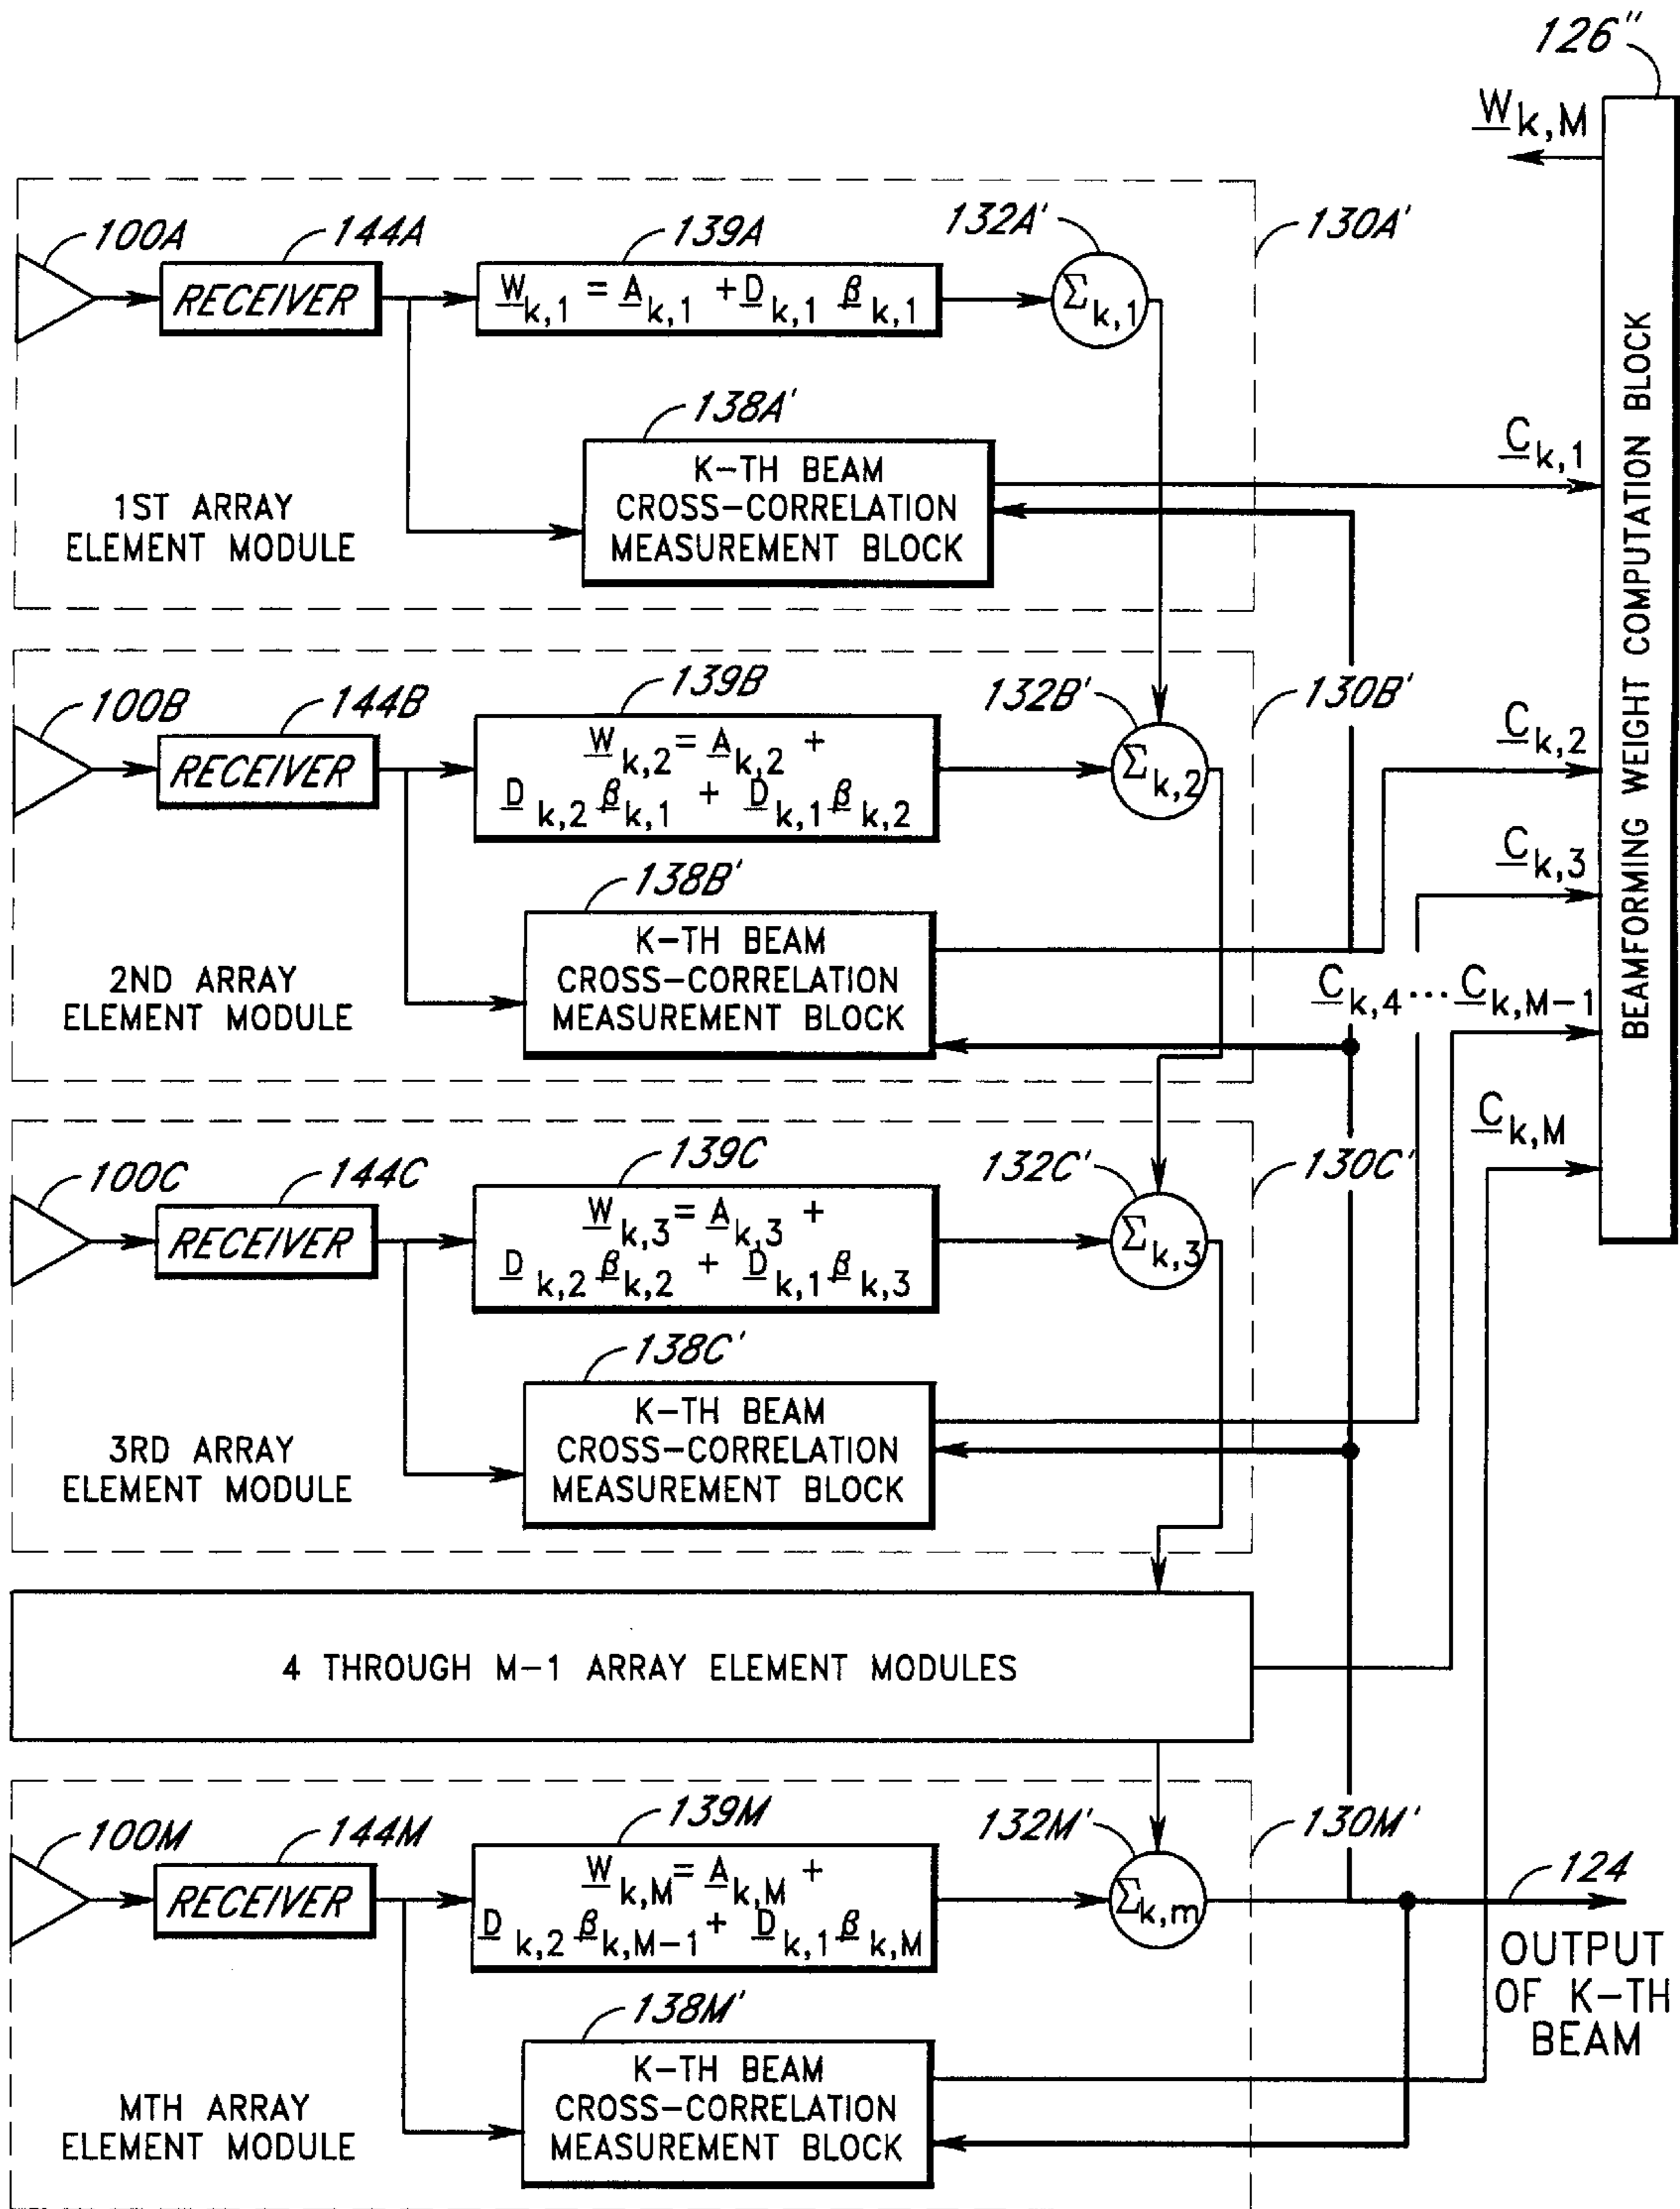 126"
W̲k,M
100A
144A
139A
132A'
130A'
RECEIVER
W̲k,1 = A̲k,1 + D̲k,1 β̲k,1
Σk,1
138A'
K-TH BEAM
CROSS-CORRELATION
MEASUREMENT BLOCK
1ST ARRAY
ELEMENT MODULE
C̲k,1
BEAMFORMING WEIGHT COMPUTATION BLOCK
100B
144B
139B
132B'
130B'
RECEIVER
W̲k,2 = A̲k,2 +
D̲k,2 β̲k,1 + D̲k,1 β̲k,2
Σk,2
C̲k,2
138B'
K-TH BEAM
CROSS-CORRELATION
MEASUREMENT BLOCK
2ND ARRAY
ELEMENT MODULE
C̲k,3
C̲k,4 ... C̲k,M-1
100C
144C
139C
132C'
130C'
RECEIVER
W̲k,3 = A̲k,3 +
D̲k,2 β̲k,2 + D̲k,1 β̲k,3
Σk,3
C̲k,M
138C'
K-TH BEAM
CROSS-CORRELATION
MEASUREMENT BLOCK
3RD ARRAY
ELEMENT MODULE
4 THROUGH M-1 ARRAY ELEMENT MODULES
100M
144M
139M
132M'
130M'
124
RECEIVER
W̲k,M = A̲k,M +
D̲k,2 β̲k,M-1 + D̲k,1 β̲k,M
Σk,m
OUTPUT
OF K-TH
BEAM
138M'
K-TH BEAM
CROSS-CORRELATION
MEASUREMENT BLOCK
MTH ARRAY
ELEMENT MODULE